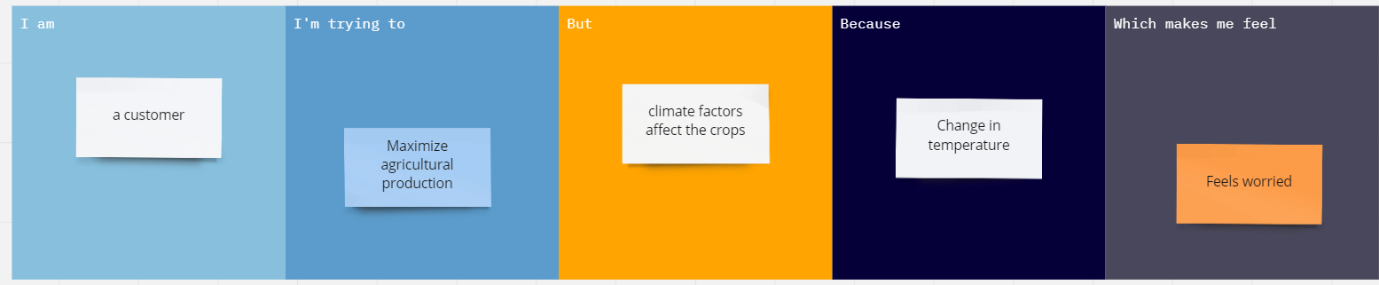 I am
a customer
I'm trying to
Maximize
agricultural
production
But
climate factors
affect the crops
Because
Change in
temperature
Which makes me feel
Feels worried